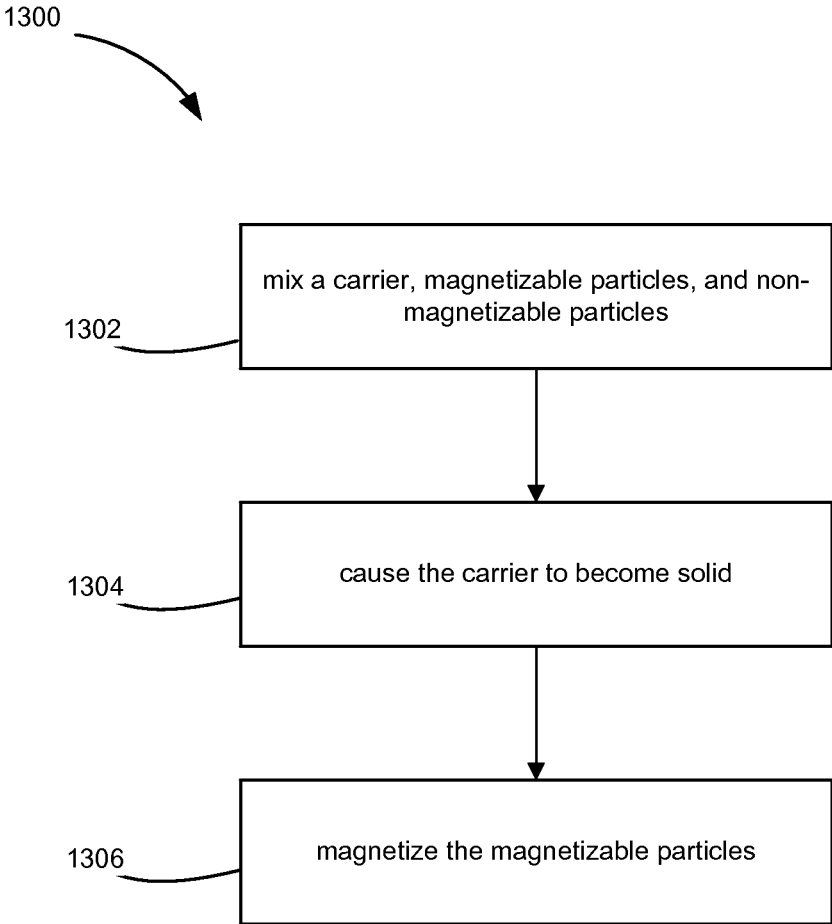 1300
mix a carrier, magnetizable particles, and non-
magnetizable particles
1302
cause the carrier to become solid
1304
magnetize the magnetizable particles
1306